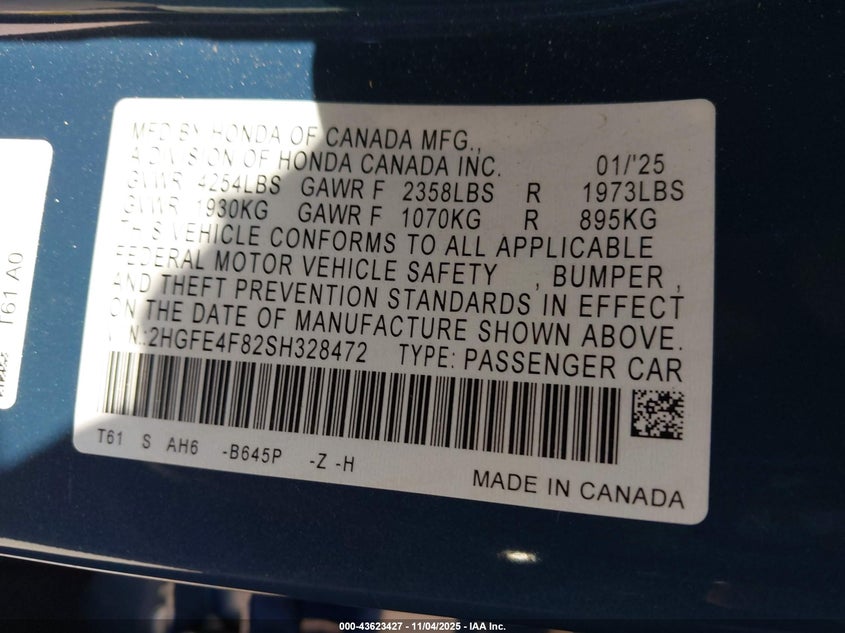 MFD BY HONDA OF CANADA MFG.,
A DIVISION OF HONDA CANADA INC. 01/'25
GVWR 4254LBS GAWR F 2358LBS R 1973LBS
GVWR 1930KG GAWR F 1070KG R 895KG
THIS VEHICLE CONFORMS TO ALL APPLICABLE
FEDERAL MOTOR VEHICLE SAFETY , BUMPER ,
AND THEFT PREVENTION STANDARDS IN EFFECT
ON THE DATE OF MANUFACTURE SHOWN ABOVE.
V.I.N.:2HGFE4F82SH328472 TYPE: PASSENGER CAR
T61 S AH6 -B645P -Z -H
MADE IN CANADA
T61 A0
000-43623427 - 11/04/2025 - IAA Inc.